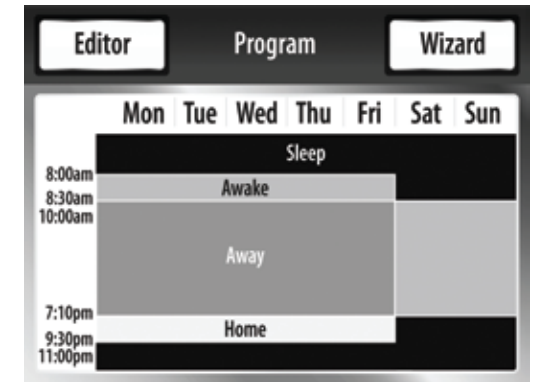 Editor Program Wizard
Mon Tue Wed Thu Fri Sat Sun
Sleep
8:00am
Awake
8:30am
10:00am
Away
7:10pm
Home
9:30pm
11:00pm